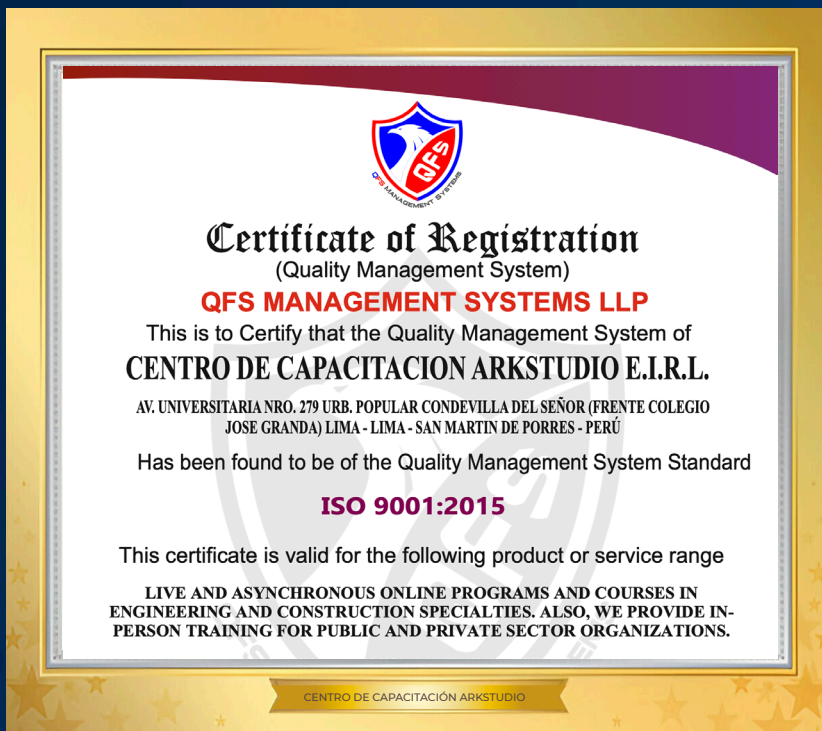 QFS
QFS MANAGEMENT SYSTEMS
Certificate of Registration
(Quality Management System)
QFS MANAGEMENT SYSTEMS LLP
This is to Certify that the Quality Management System of
CENTRO DE CAPACITACION ARKSTUDIO E.I.R.L.
AV. UNIVERSITARIA NRO. 279 URB. POPULAR CONDEVILLA DEL SEÑOR (FRENTE COLEGIO
JOSE GRANDA) LIMA - LIMA - SAN MARTIN DE PORRES - PERÚ
Has been found to be of the Quality Management System Standard
ISO 9001:2015
This certificate is valid for the following product or service range
LIVE AND ASYNCHRONOUS ONLINE PROGRAMS AND COURSES IN
ENGINEERING AND CONSTRUCTION SPECIALTIES. ALSO, WE PROVIDE IN-
PERSON TRAINING FOR PUBLIC AND PRIVATE SECTOR ORGANIZATIONS.
CENTRO DE CAPACITACIÓN ARKSTUDIO